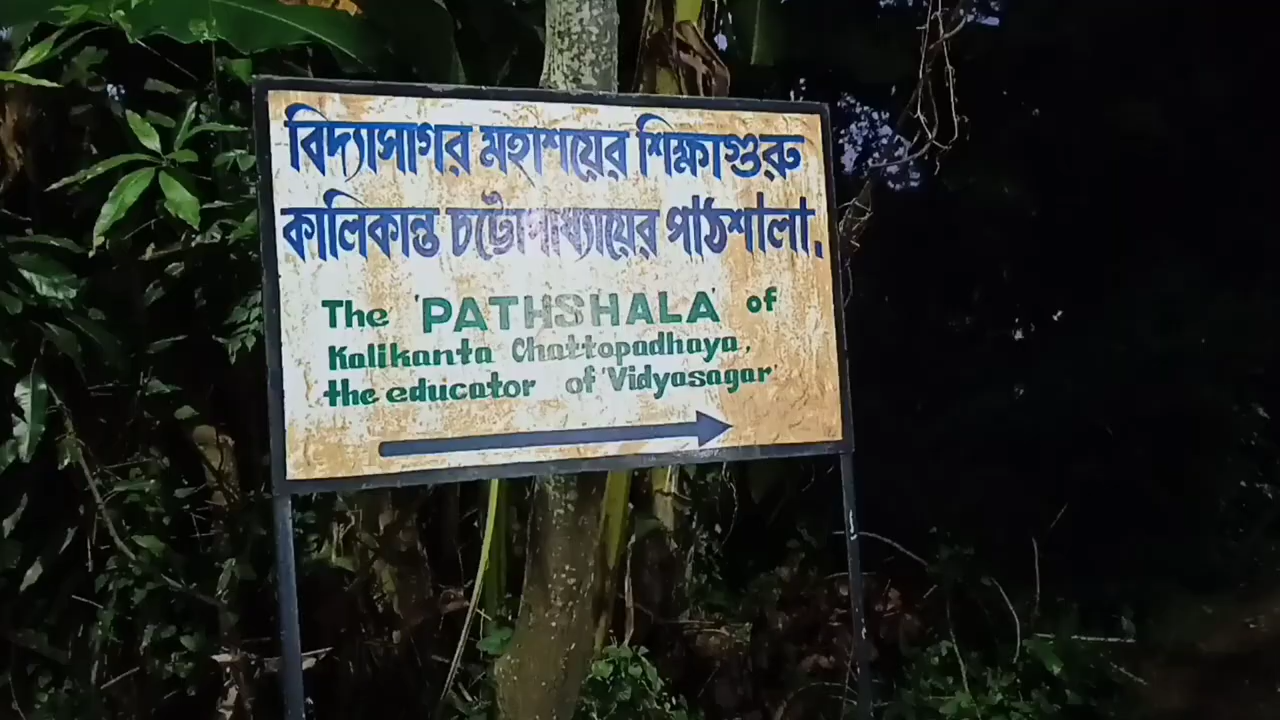 বিদ্যাসাগর মহাশয়ের শিক্ষাগুরু
কালিকান্ত চট্টোপাধ্যায়ের পাঠশালা.
The 'PATHSHALA' of
Kalikanta Chattopadhaya,
the educator of 'Vidyasagar'